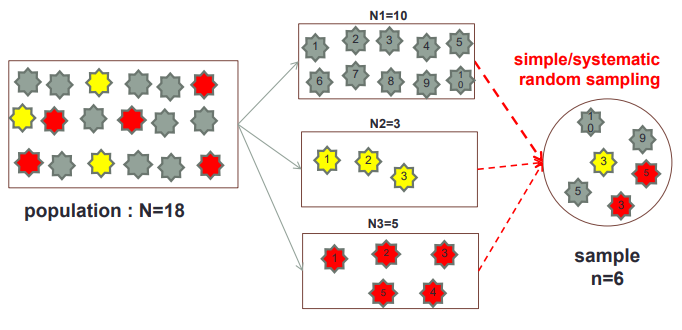 N1=10
1 2 3 4 5
6 7 8 9 10
simple/systematic
random sampling
population : N=18
N2=3
1 2 3
N3=5
1 2 3
5 4
10
9
3
5
5
3
sample
n=6